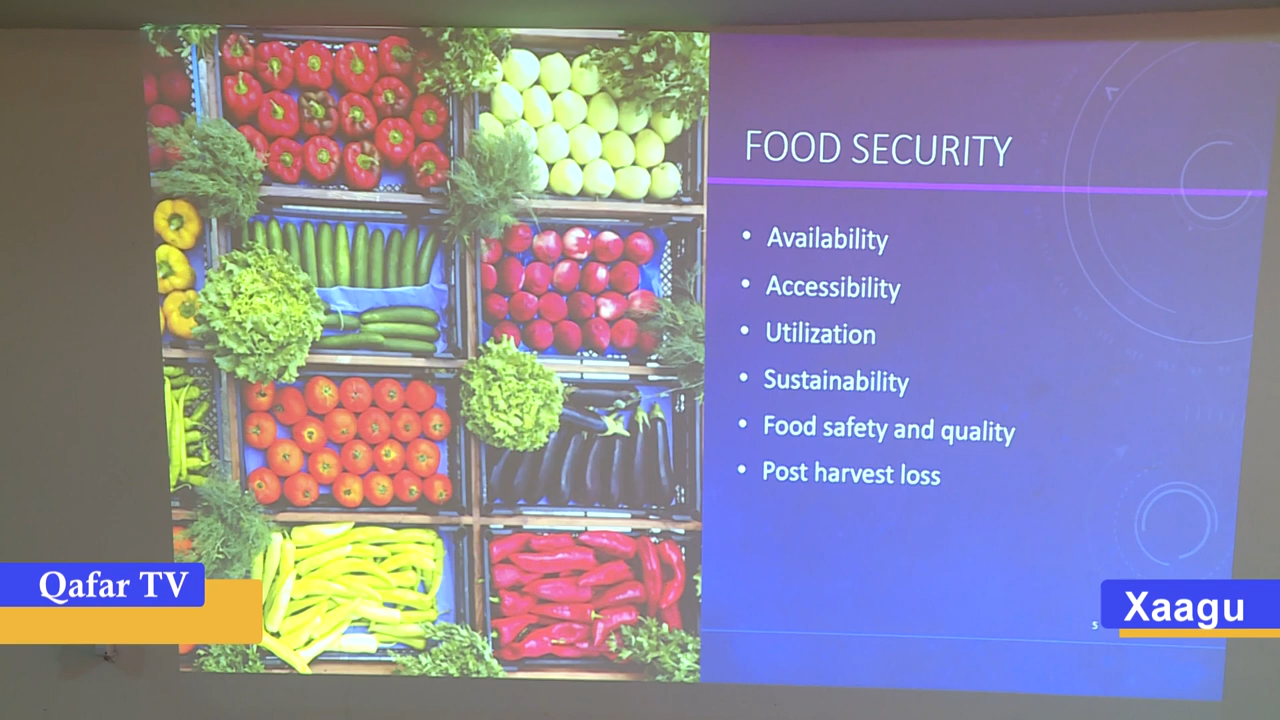 FOOD SECURITY
• Availability
• Accessibility
• Utilization
• Sustainability
• Food safety and quality
• Post harvest loss
Qafar TV
Xaagu